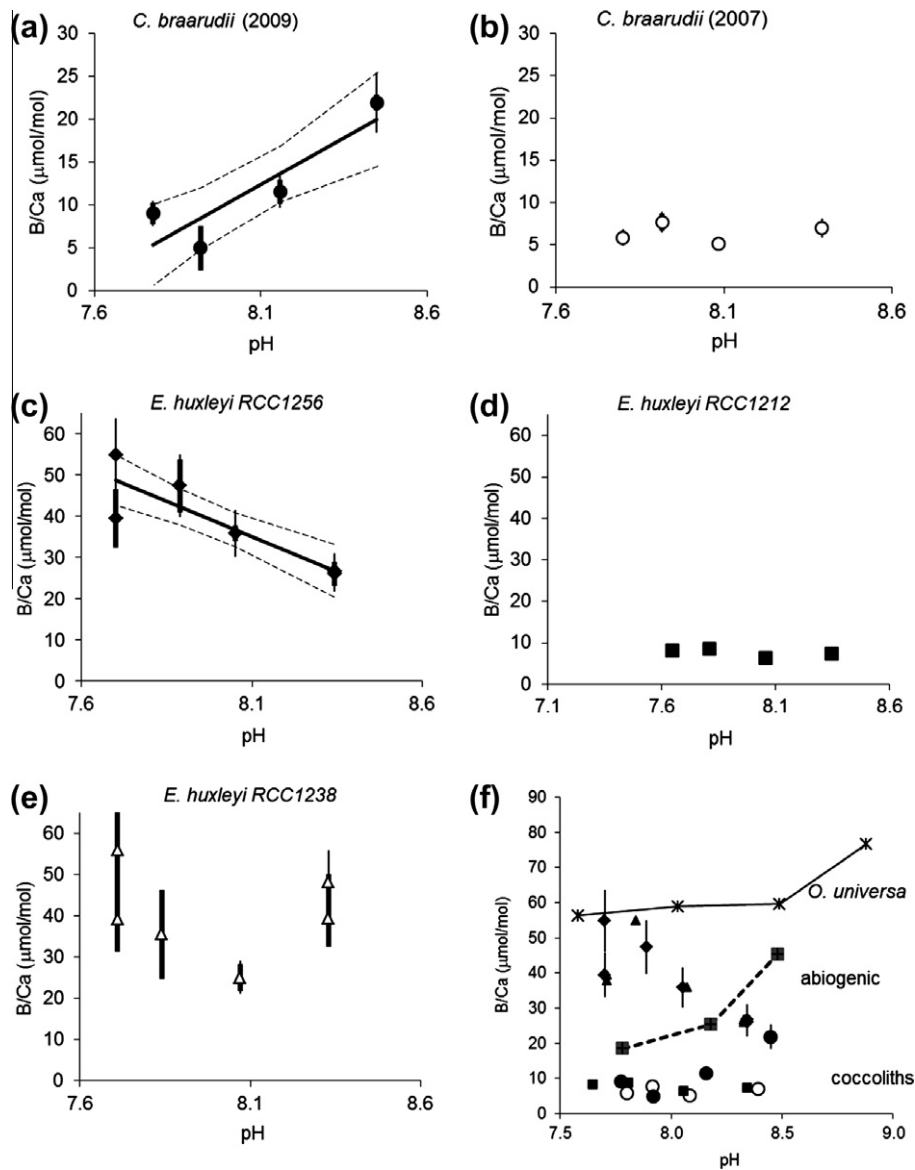 (a) C. braarudii (2009)
30
25
20
15
10
5
0
B/Ca (µmol/mol)
7.6 8.1 8.6
pH
(b) C. braarudii (2007)
30
25
20
15
10
5
0
B/Ca (µmol/mol)
7.6 8.1 8.6
pH
(c) E. huxleyi RCC1256
60
50
40
30
20
10
0
B/Ca (µmol/mol)
7.6 8.1 8.6
pH
(d) E. huxleyi RCC1212
60
50
40
30
20
10
0
B/Ca (µmol/mol)
7.1 7.6 8.1 8.6
pH
(e) E. huxleyi RCC1238
60
50
40
30
20
10
0
B/Ca (µmol/mol)
7.6 8.1 8.6
pH
(f)
90
80
70
60
50
40
30
20
10
0
B/Ca (µmol/mol)
O. universa
abiogenic
coccoliths
7.5 8.0 8.5 9.0
pH